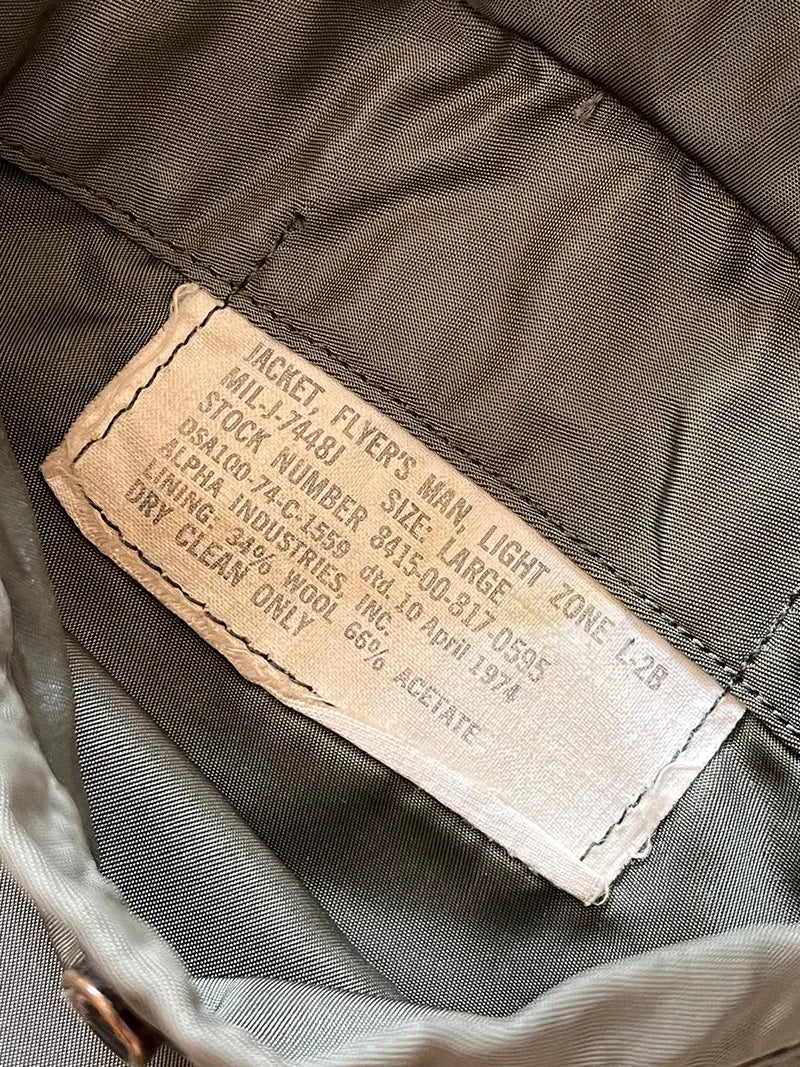 JACKET, FLYER'S MAN, LIGHT ZONE L-2B
MIL-J-7448J SIZE: LARGE
STOCK NUMBER 8415-00-817-0595
DSA100-74-C-1559 dtd. 10 April 1974
ALPHA INDUSTRIES, INC.
LINING: 34% WOOL 66% ACETATE
DRY CLEAN ONLY